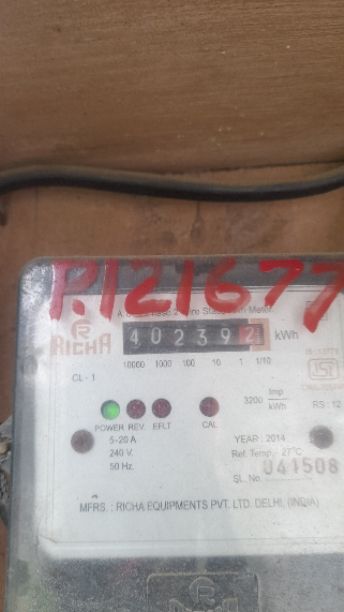 P.121677
RICHA
402392 kWh
10000 1000 100 10 1 1/10
CL - 1
3200 Imp/kWh
RS : 12
POWER REV. EFLT CAL
5-20 A
240 V.
50 Hz.
YEAR : 2014
Ref. Temp.- 27°C
SL. No. 041508
MFRS. : RICHA EQUIPMENTS PVT. LTD. DELHI, (INDIA)